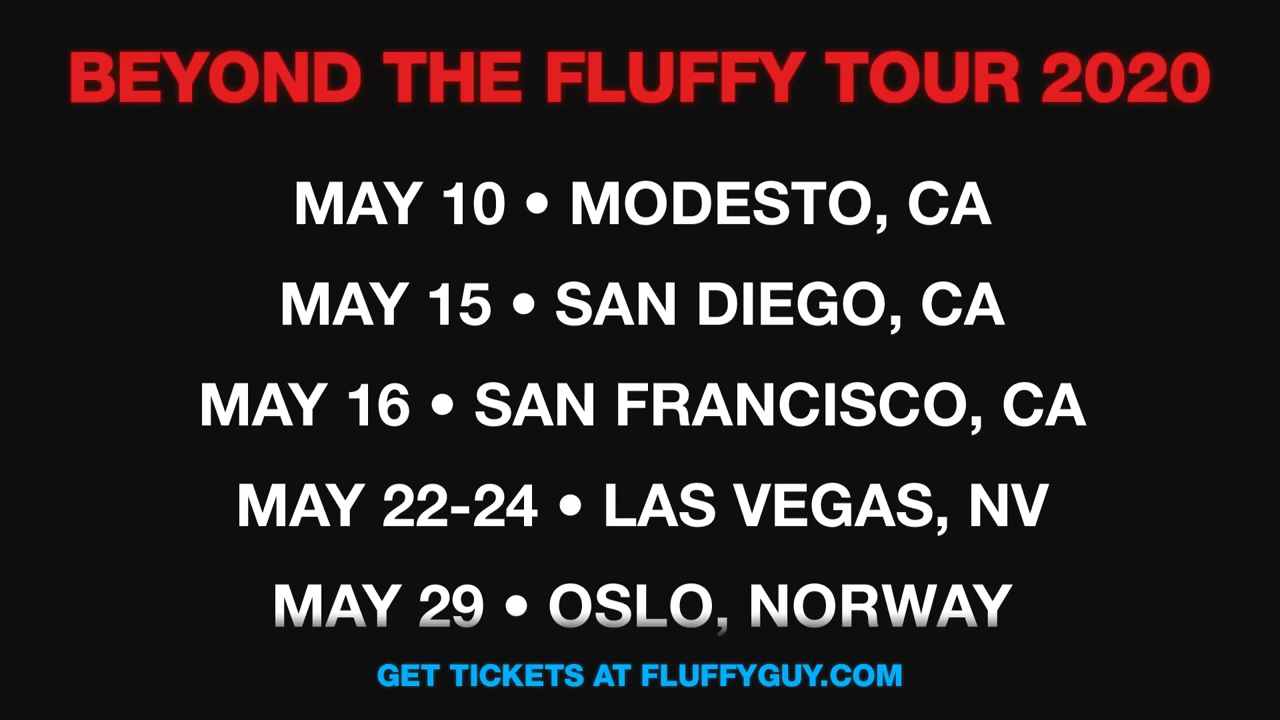 BEYOND THE FLUFFY TOUR 2020
MAY 10 • MODESTO, CA
MAY 15 • SAN DIEGO, CA
MAY 16 • SAN FRANCISCO, CA
MAY 22-24 • LAS VEGAS, NV
MAY 29 • OSLO, NORWAY
GET TICKETS AT FLUFFYGUY.COM